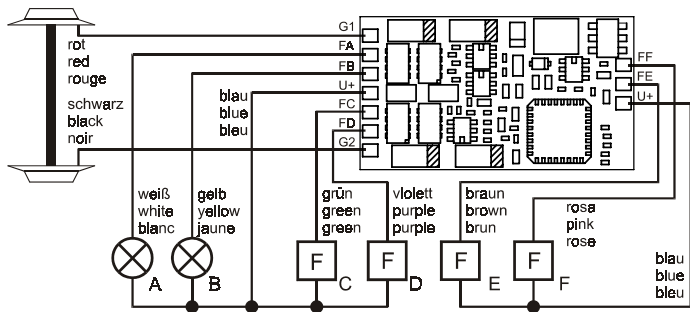 G1
FA
FB
U+
FC
FD
G2
FF
FE
U+
rot
red
rouge
schwarz
black
noir
blau
blue
bleu
weiß
white
blanc
gelb
yellow
jaune
grün
green
green
violett
purple
purple
braun
brown
brun
rosa
pink
rose
blau
blue
bleu
A
B
F
C
F
D
F
E
F
F